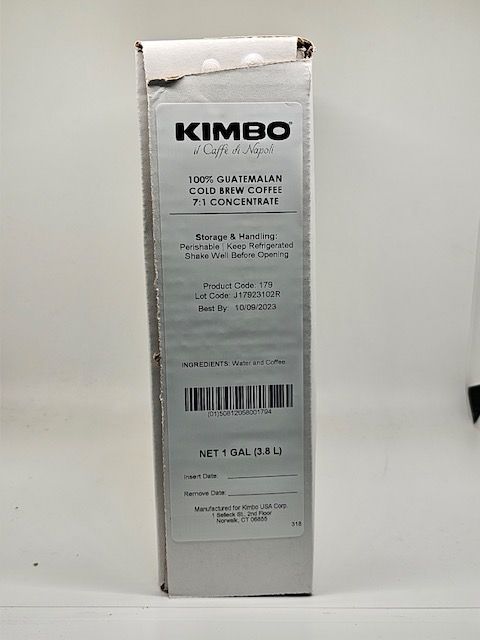 KIMBO™
il Caffè di Napoli
100% GUATEMALAN
COLD BREW COFFEE
7:1 CONCENTRATE
Storage & Handling:
Perishable | Keep Refrigerated
Shake Well Before Opening
Product Code: 179
Lot Code: J17923102R
Best By: 10/09/2023
INGREDIENTS: Water and Coffee
(01)50812058001794
NET 1 GAL (3.8 L)
Insert Date:
Remove Date:
Manufactured for Kimbo USA Corp.
1 Selleck St., 2nd Floor
Norwalk, CT 06855
318